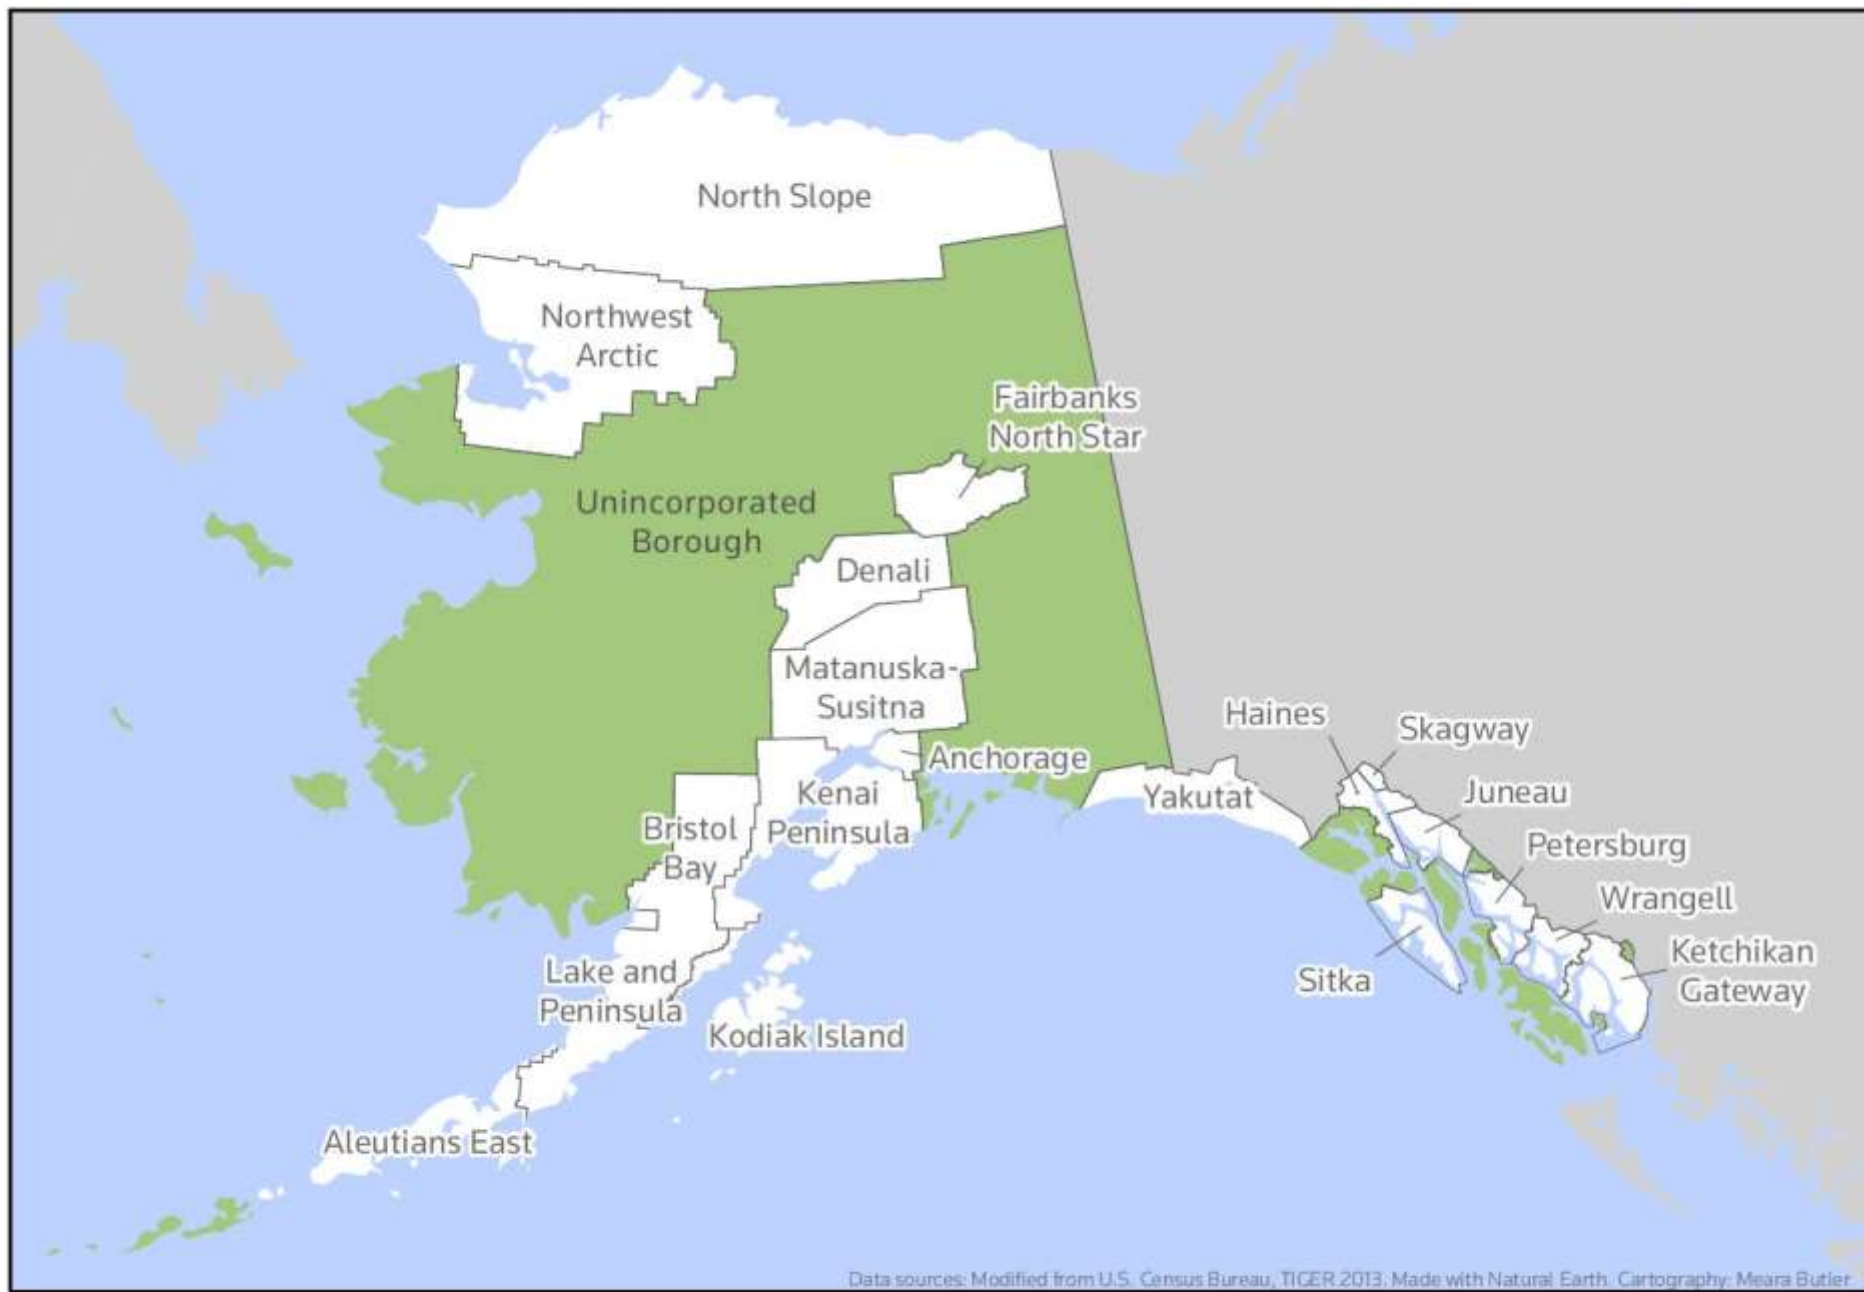 North Slope
Northwest
Arctic
Fairbanks
North Star
Unincorporated
Borough
Denali
Matanuska-
Susitna
Haines
Skagway
Anchorage
Juneau
Kenai
Peninsula
Yakutat
Bristol
Bay
Petersburg
Wrangell
Ketchikan
Gateway
Sitka
Lake and
Peninsula
Kodiak Island
Aleutians East
Data sources: Modified from U.S. Census Bureau, TIGER 2013. Made with Natural Earth. Cartography: Meara Butler